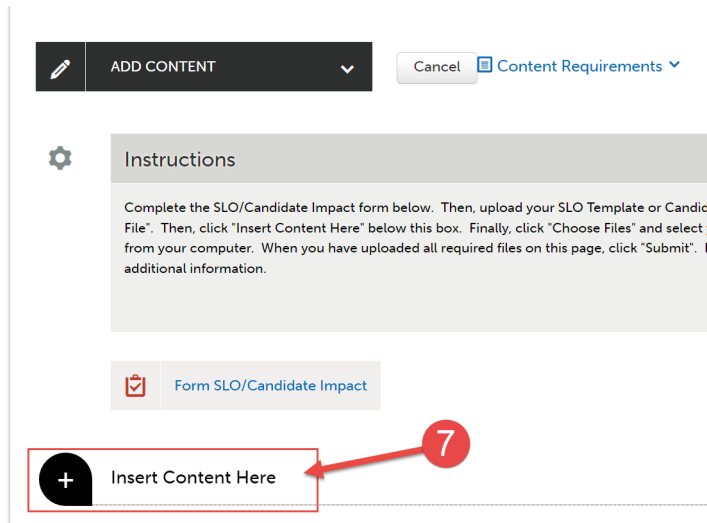 ADD CONTENT
Cancel
Content Requirements
Instructions
Complete the SLO/Candidate Impact form below. Then, upload your SLO Template or Candid
File". Then, click "Insert Content Here" below this box. Finally, click "Choose Files" and select
from your computer. When you have uploaded all required files on this page, click "Submit".
additional information.
Form SLO/Candidate Impact
7
Insert Content Here